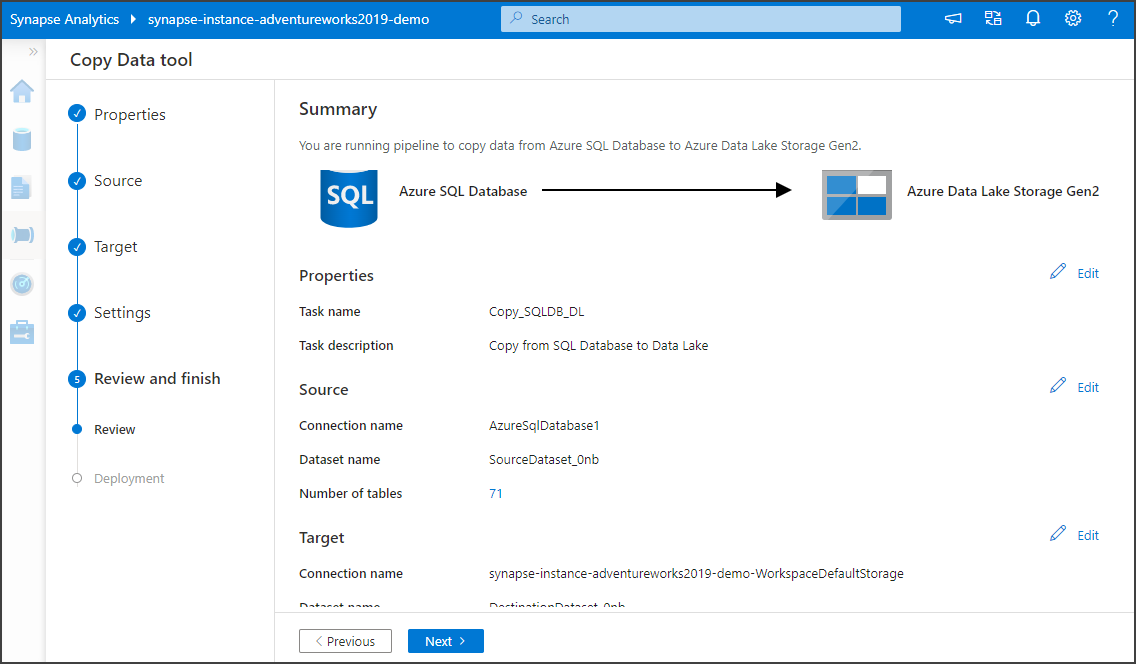 Synapse Analytics synapse-instance-adventureworks2019-demo Search ?
»
Copy Data tool
Properties
Source
Target
Settings
5 Review and finish
Review
Deployment
Summary
You are running pipeline to copy data from Azure SQL Database to Azure Data Lake Storage Gen2.
SQL Azure SQL Database Azure Data Lake Storage Gen2
Properties Edit
Task name Copy_SQLDB_DL
Task description Copy from SQL Database to Data Lake
Source Edit
Connection name AzureSqlDatabase1
Dataset name SourceDataset_0nb
Number of tables 71
Target Edit
Connection name synapse-instance-adventureworks2019-demo-WorkspaceDefaultStorage
Dataset name DestinationDataset_0nb
< Previous Next >